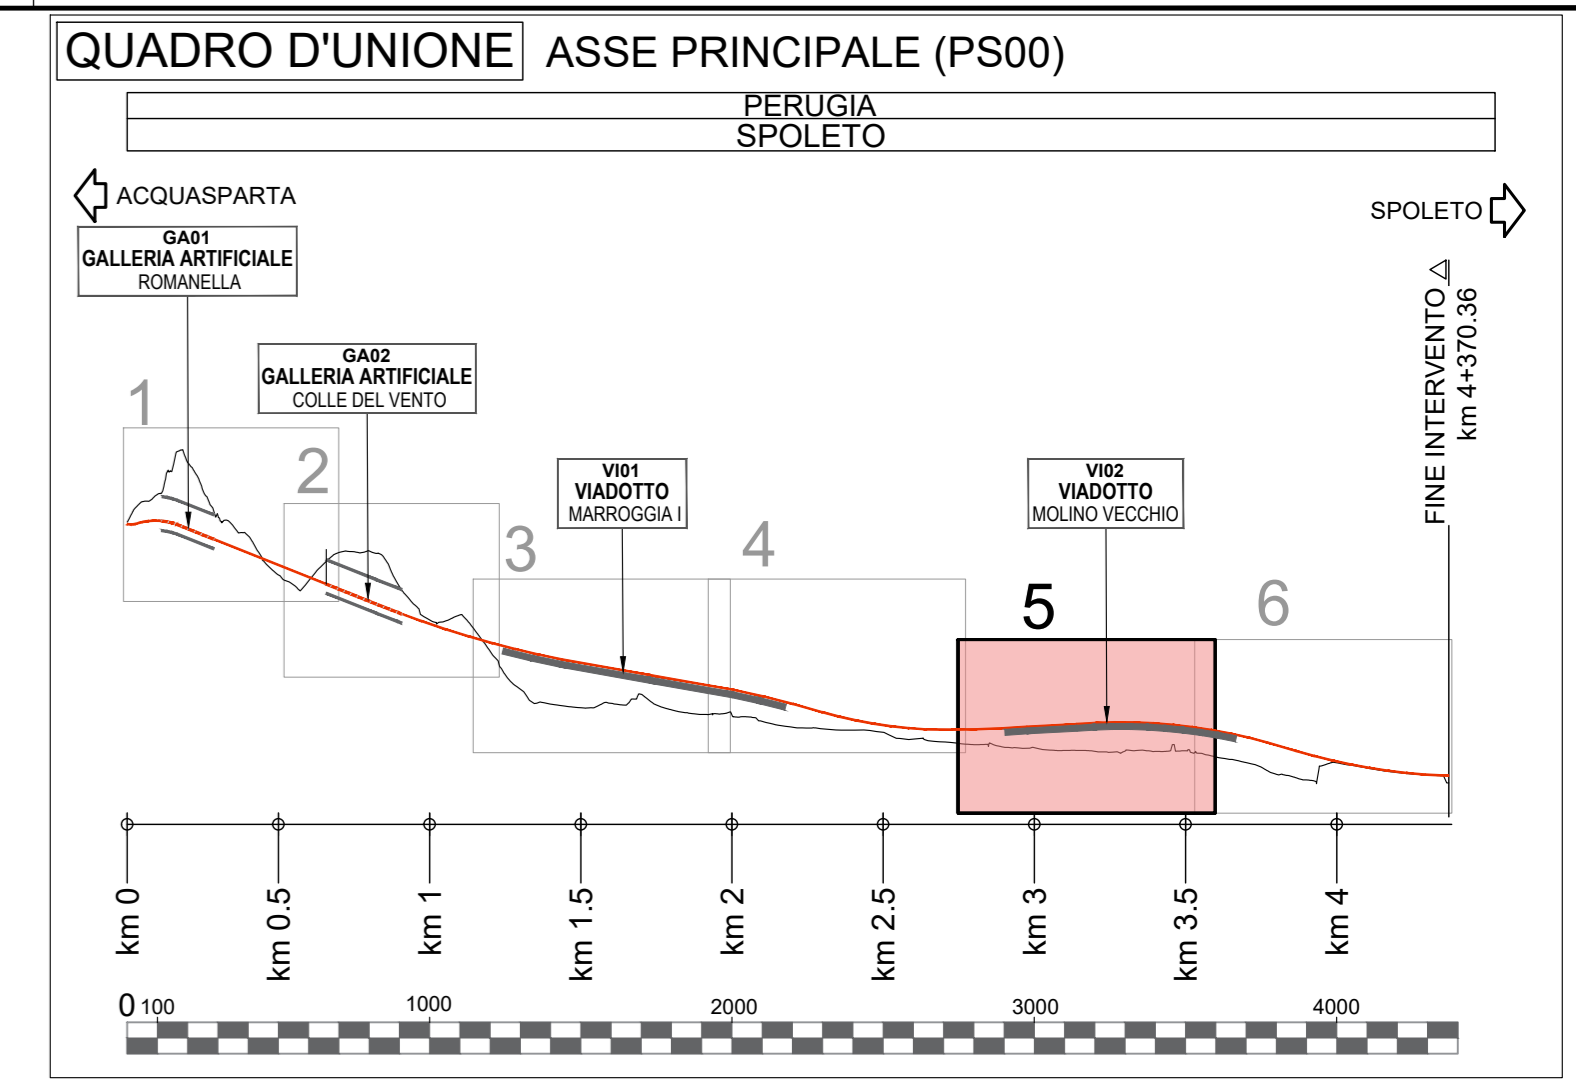 QUADRO D'UNIONE ASSE PRINCIPALE (PS00)
PERUGIA
SPOLETO
ACQUASPARTA
SPOLETO
GA01
GALLERIA ARTIFICIALE
ROMANELLA
GA02
GALLERIA ARTIFICIALE
COLLE DEL VENTO
VI01
VIADOTTO
MARROGGIA I
VI02
VIADOTTO
MOLINO VECCHIO
FINE INTERVENTO
km 4+370.36
1
2
3
4
5
6
km 0
km 0.5
km 1
km 1.5
km 2
km 2.5
km 3
km 3.5
km 4
0 100 1000 2000 3000 4000